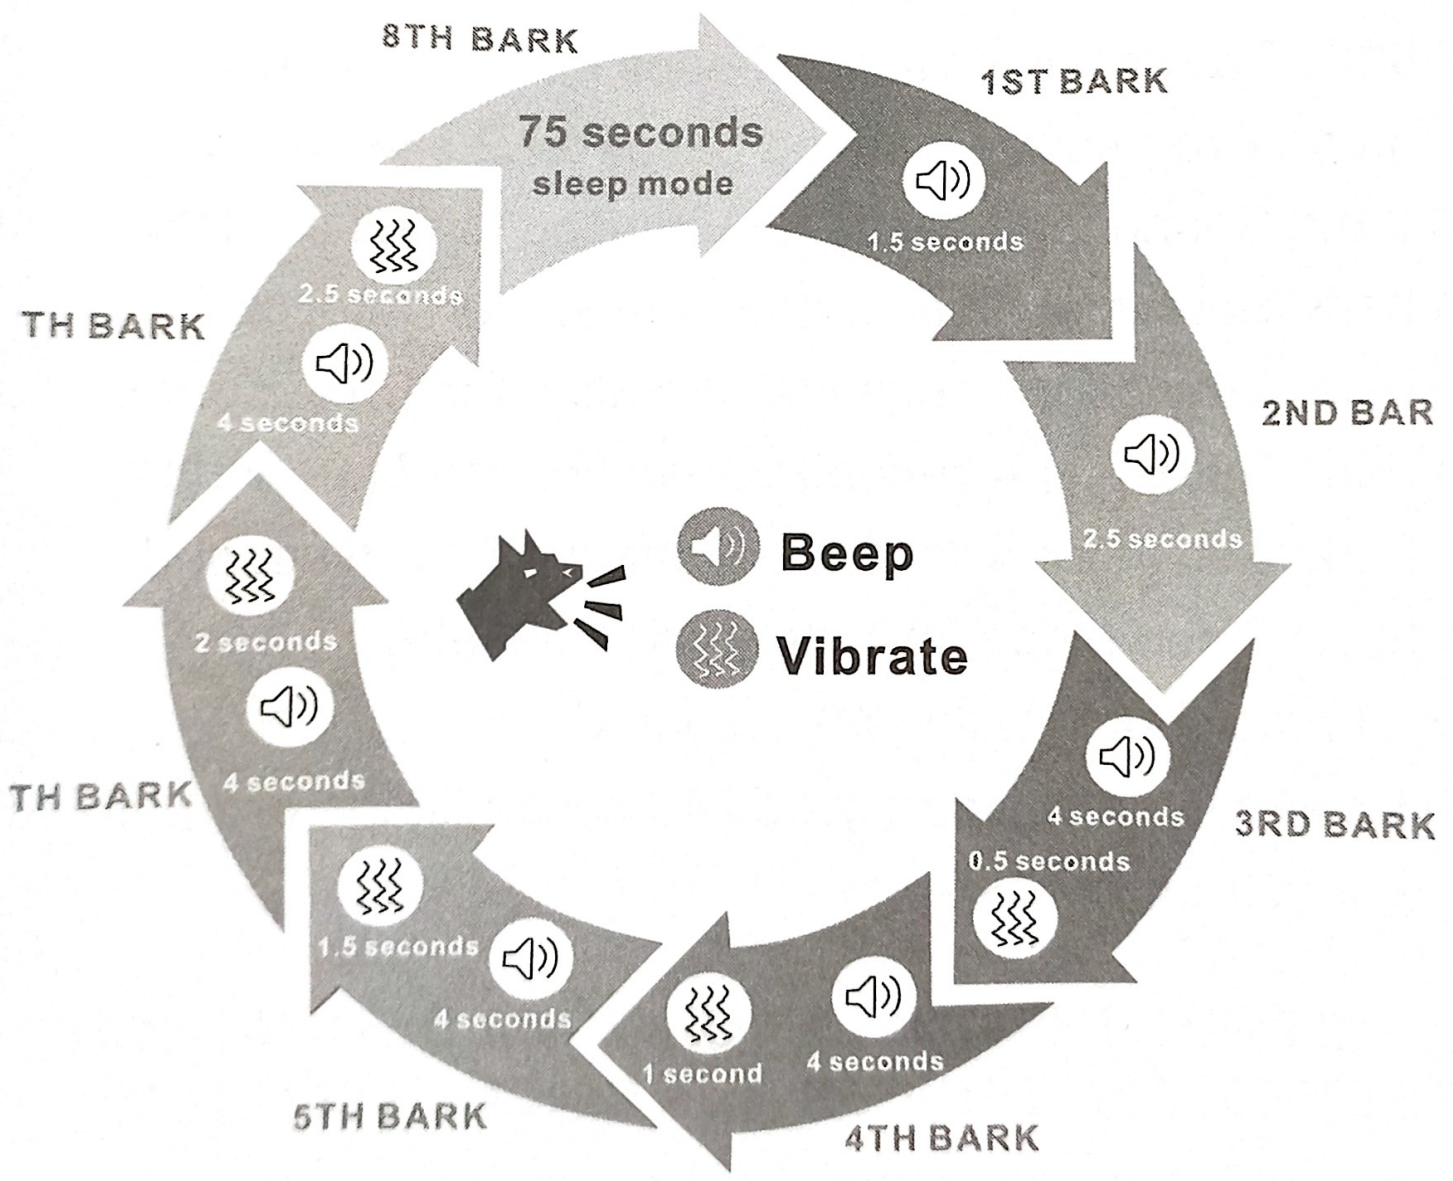 8TH BARK
75 seconds
sleep mode
1ST BARK
1.5 seconds
2ND BAR
2.5 seconds
3RD BARK
4 seconds
0.5 seconds
4TH BARK
4 seconds
1 second
5TH BARK
4 seconds
1.5 seconds
TH BARK
4 seconds
2 seconds
TH BARK
4 seconds
2.5 seconds
Beep
Vibrate